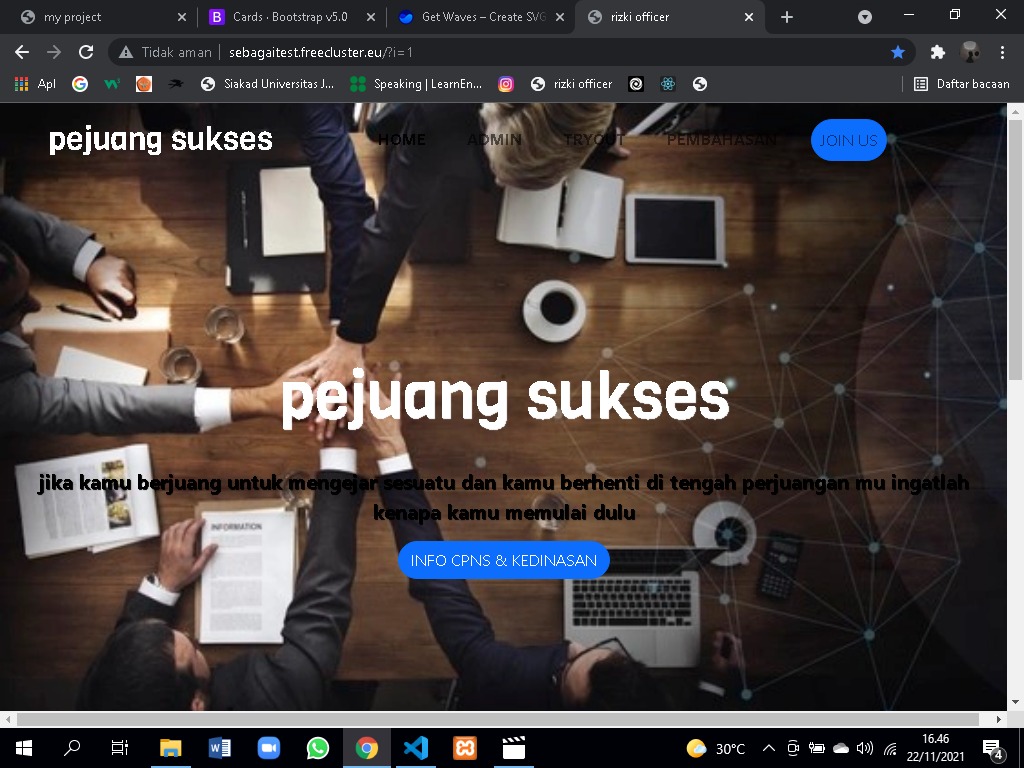 my project
Cards · Bootstrap v5.0
Get Waves – Create SVG
rizki officer
Tidak aman
sebagaitest.freecluster.eu/?i=1
Apl
Siakad Universitas J...
Speaking | LearnEn...
rizki officer
Daftar bacaan
pejuang sukses
HOME
ADMIN
TRYOUT
PEMBAHASAN
JOIN US
pejuang sukses
jika kamu berjuang untuk mengejar sesuatu dan kamu berhenti di tengah perjuangan mu ingatlah
kenapa kamu memulai dulu
INFORMATION
INFO CPNS & KEDINASAN
30°C
16.46
22/11/2021
4